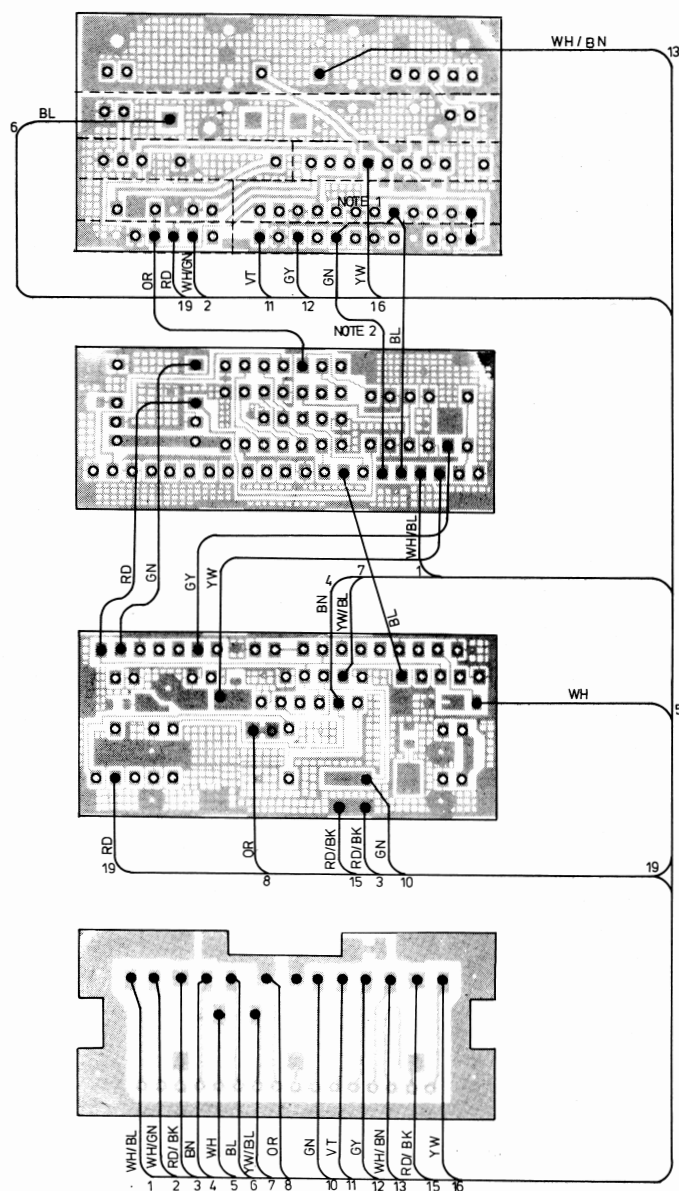 WH/BN
13
BL
6
NOTE 1
OR
RD
WH/GN
VT
GY
GN
YW
19
2
11
12
16
NOTE 2
BL
RD
GN
GY
YW
WH/BL
4
7
1
BN
YW/BL
BL
WH
5
RD
OR
RD/BK
RD/BK
GN
19
8
15
3
10
19
WH/BL
WH/GN
RD/BK
BN
WH
BL
YW/BL
OR
GN
VT
GY
WH/BN
RD/BK
YW
1
2
3
4
5
6
7
8
10
11
12
13
15
16